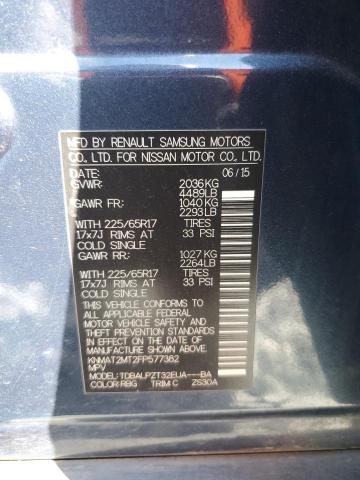 MFD BY RENAULT SAMSUNG MOTORS
CO., LTD. FOR NISSAN MOTOR CO., LTD.
DATE: 06/15
GVWR: 2036KG
4489LB
GAWR FR: 1040KG
2293LB
WITH 225/65R17 TIRES
17x7J RIMS AT 33 PSI
COLD SINGLE
GAWR RR: 1027KG
2264LB
WITH 225/65R17 TIRES
17x7J RIMS AT 33 PSI
COLD SINGLE
THIS VEHICLE CONFORMS TO ALL
APPLICABLE FEDERAL MOTOR VEHICLE
SAFETY, BUMPER, AND
THEFT PREVENTION STANDARDS
IN EFFECT ON THE DATE OF
MANUFACTURE SHOWN ABOVE.
KNMAT2MT2FP577362
MPV
MODEL: TDBALPZT32EUA---BA
COLOR: RBG TRIM: C ZS30A